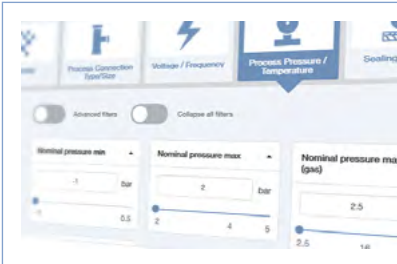 Process Connection
Type/Size
Voltage / Frequency
Process Pressure /
Temperature
Sealing
Advanced filters
Collapse all filters
Nominal pressure min
-1
bar
-1
0.5
Nominal pressure max
2
bar
2
4
5
Nominal pressure ma
(gas)
2.5
2.5